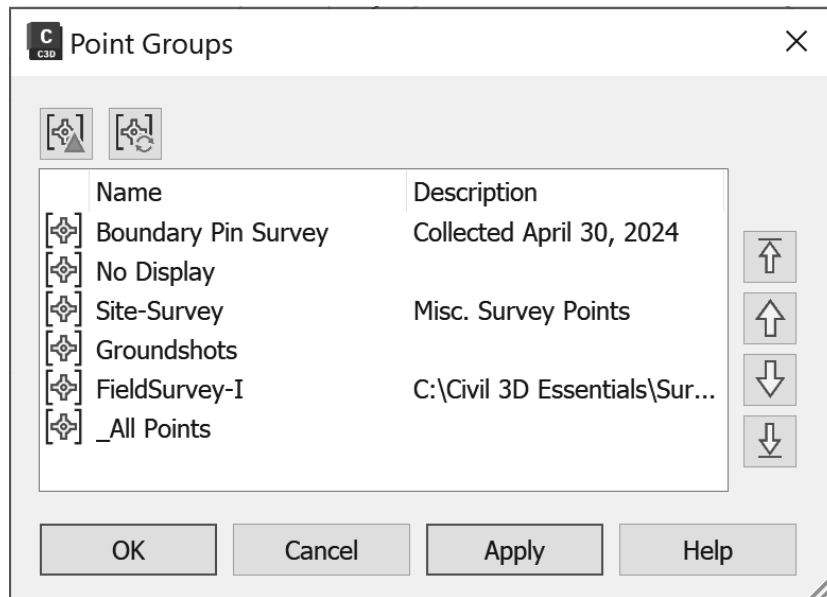 C
C3D
Point Groups
Name Description
Boundary Pin Survey Collected April 30, 2024
No Display
Site-Survey Misc. Survey Points
Groundshots
FieldSurvey-I C:\Civil 3D Essentials\Sur...
_All Points
OK Cancel Apply Help